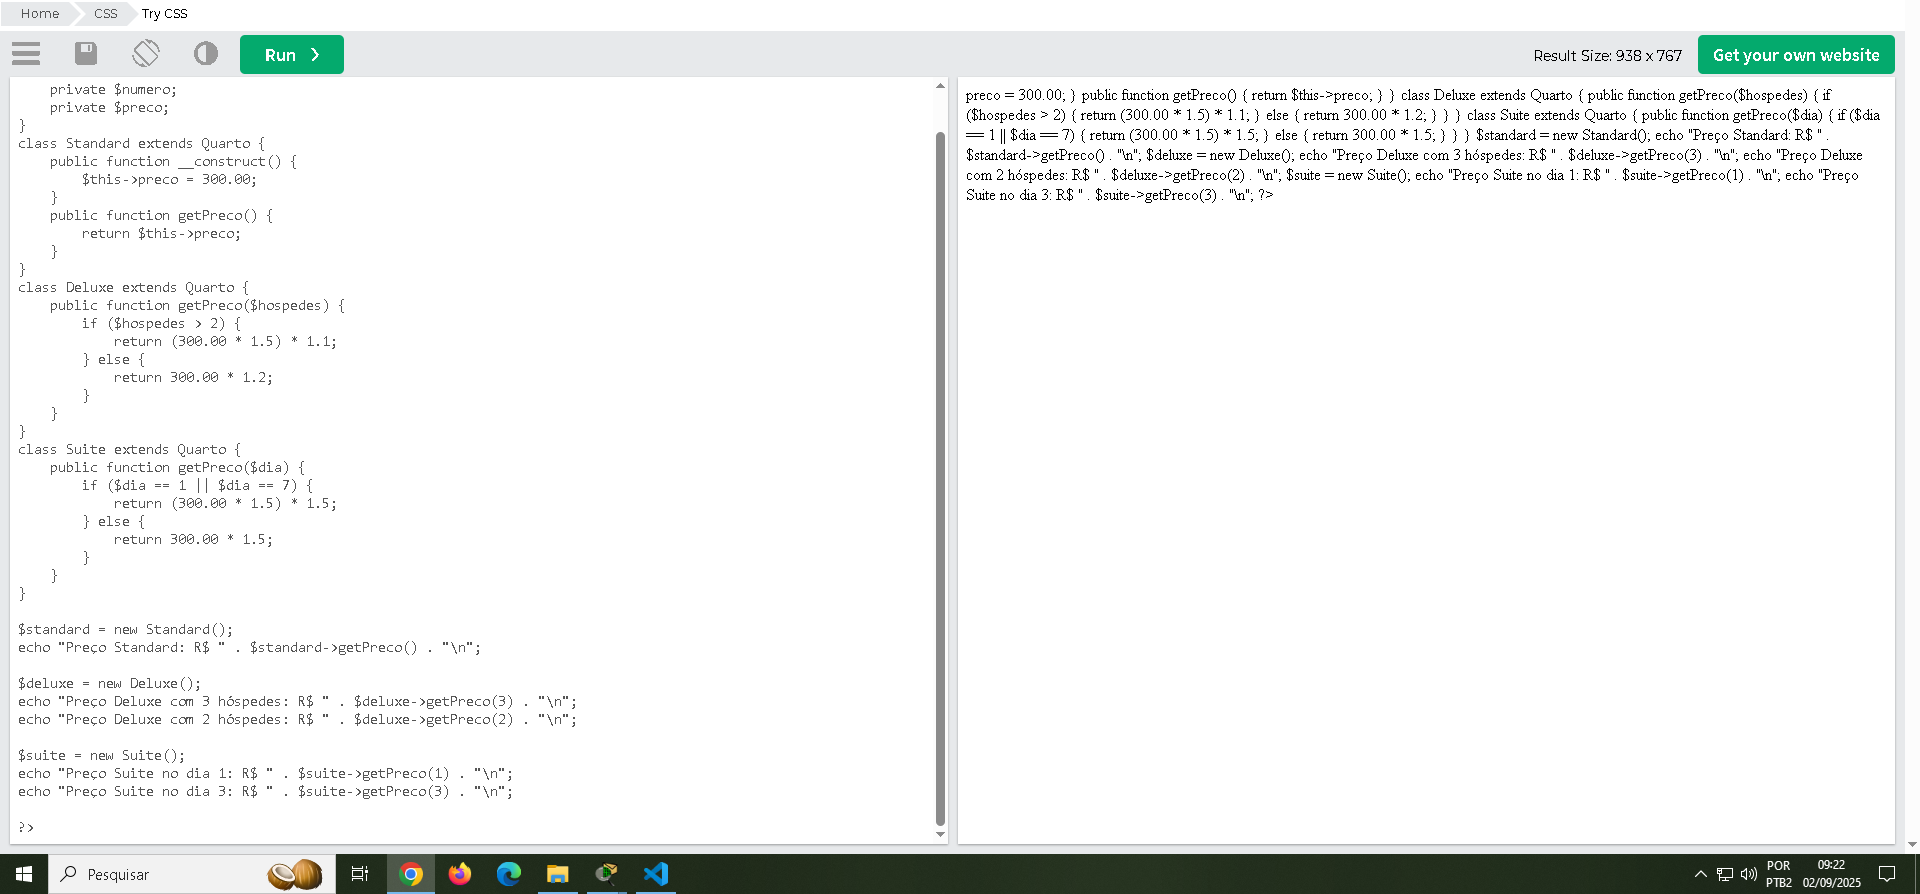 Home CSS Try CSS
Run ❯ Result Size: 938 x 767 Get your own website
    private $numero;
    private $preco;
}
class Standard extends Quarto {
    public function __construct() {
        $this->preco = 300.00;
    }
    public function getPreco() {
        return $this->preco;
    }
}
class Deluxe extends Quarto {
    public function getPreco($hospedes) {
        if ($hospedes > 2) {
            return (300.00 * 1.5) * 1.1;
        } else {
            return 300.00 * 1.2;
        }
    }
}
class Suite extends Quarto {
    public function getPreco($dia) {
        if ($dia == 1 || $dia == 7) {
            return (300.00 * 1.5) * 1.5;
        } else {
            return 300.00 * 1.5;
        }
    }
}
$standard = new Standard();
echo "Preço Standard: R$ " . $standard->getPreco() . "\n";
$deluxe = new Deluxe();
echo "Preço Deluxe com 3 hóspedes: R$ " . $deluxe->getPreco(3) . "\n";
echo "Preço Deluxe com 2 hóspedes: R$ " . $deluxe->getPreco(2) . "\n";
$suite = new Suite();
echo "Preço Suite no dia 1: R$ " . $suite->getPreco(1) . "\n";
echo "Preço Suite no dia 3: R$ " . $suite->getPreco(3) . "\n";
?>
preco = 300.00; } public function getPreco() { return $this->preco; } } class Deluxe extends Quarto { public function getPreco($hospedes) { if
($hospedes > 2) { return (300.00 * 1.5) * 1.1; } else { return 300.00 * 1.2; } } } class Suite extends Quarto { public function getPreco($dia) { if ($dia
== 1 || $dia == 7) { return (300.00 * 1.5) * 1.5; } else { return 300.00 * 1.5; } } } $standard = new Standard(); echo "Preço Standard: R$ " .
$standard->getPreco() . "\n"; $deluxe = new Deluxe(); echo "Preço Deluxe com 3 hóspedes: R$ " . $deluxe->getPreco(3) . "\n"; echo "Preço Deluxe
com 2 hóspedes: R$ " . $deluxe->getPreco(2) . "\n"; $suite = new Suite(); echo "Preço Suite no dia 1: R$ " . $suite->getPreco(1) . "\n"; echo "Preço
Suite no dia 3: R$ " . $suite->getPreco(3) . "\n"; ?>
Pesquisar
POR
PTB2
09:22
02/09/2025